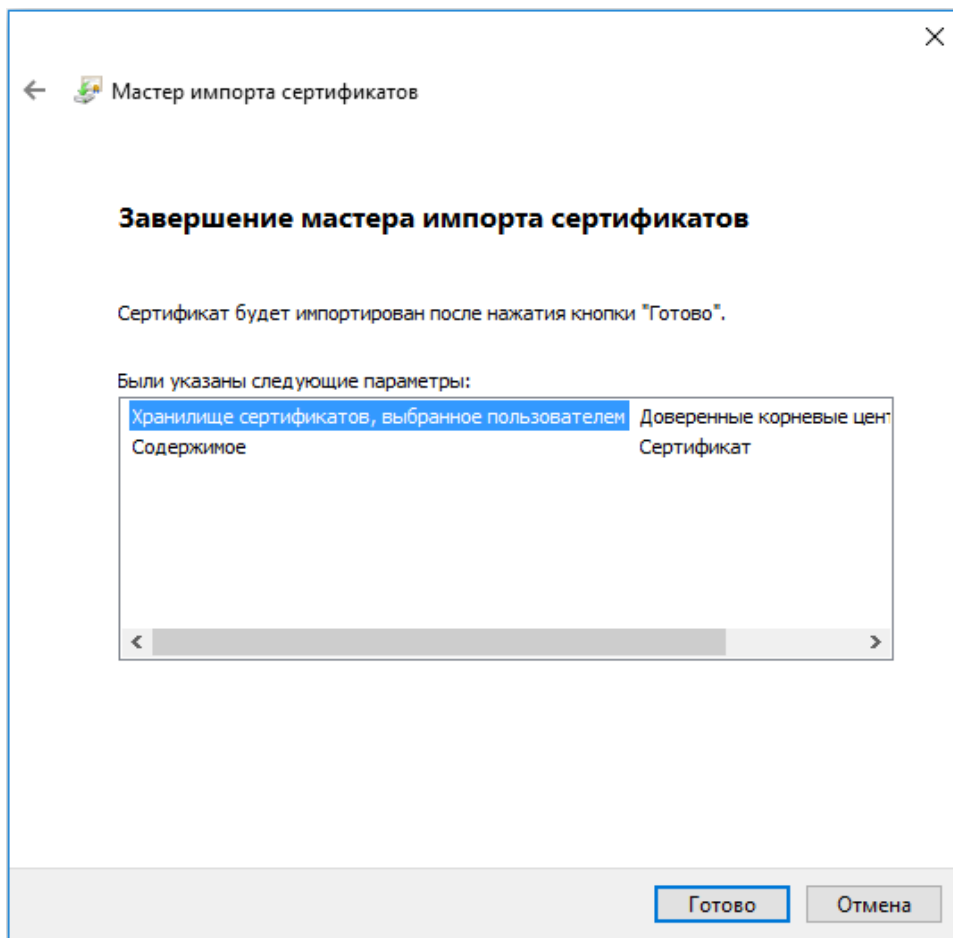 Мастер импорта сертификатов
Завершение мастера импорта сертификатов
Сертификат будет импортирован после нажатия кнопки "Готово".
Были указаны следующие параметры:
Хранилище сертификатов, выбранное пользователем Доверенные корневые цент
Содержимое Сертификат
Готово Отмена